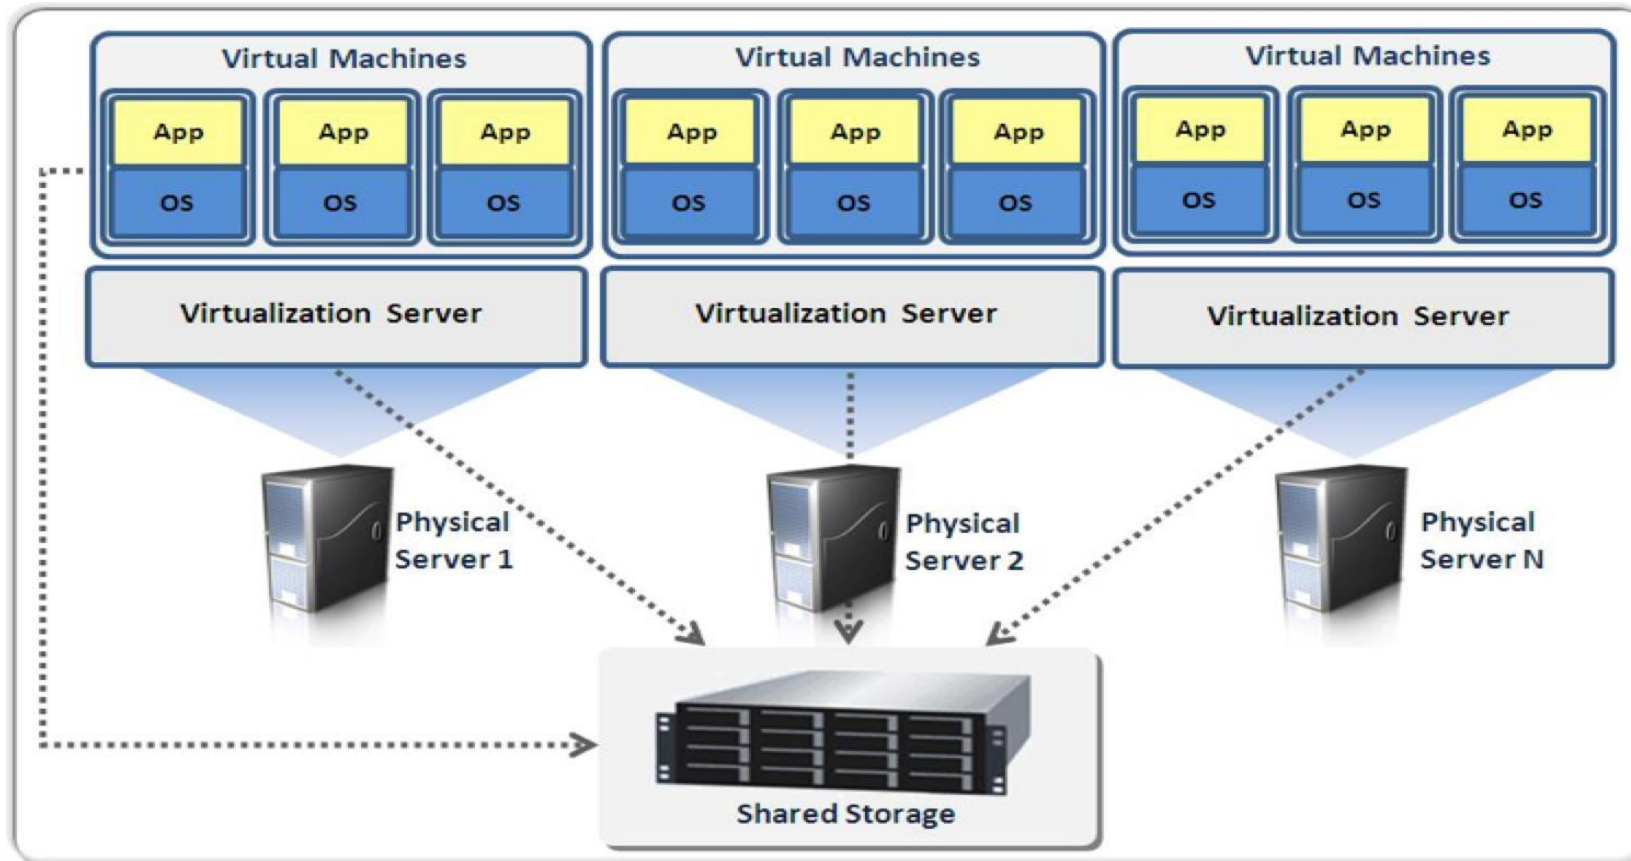 Virtual Machines
Virtual Machines
Virtual Machines
App
App
App
App
App
App
App
App
App
OS
OS
OS
OS
OS
OS
OS
OS
OS
Virtualization Server
Virtualization Server
Virtualization Server
Physical
Server 1
Physical
Server 2
Physical
Server N
Shared Storage